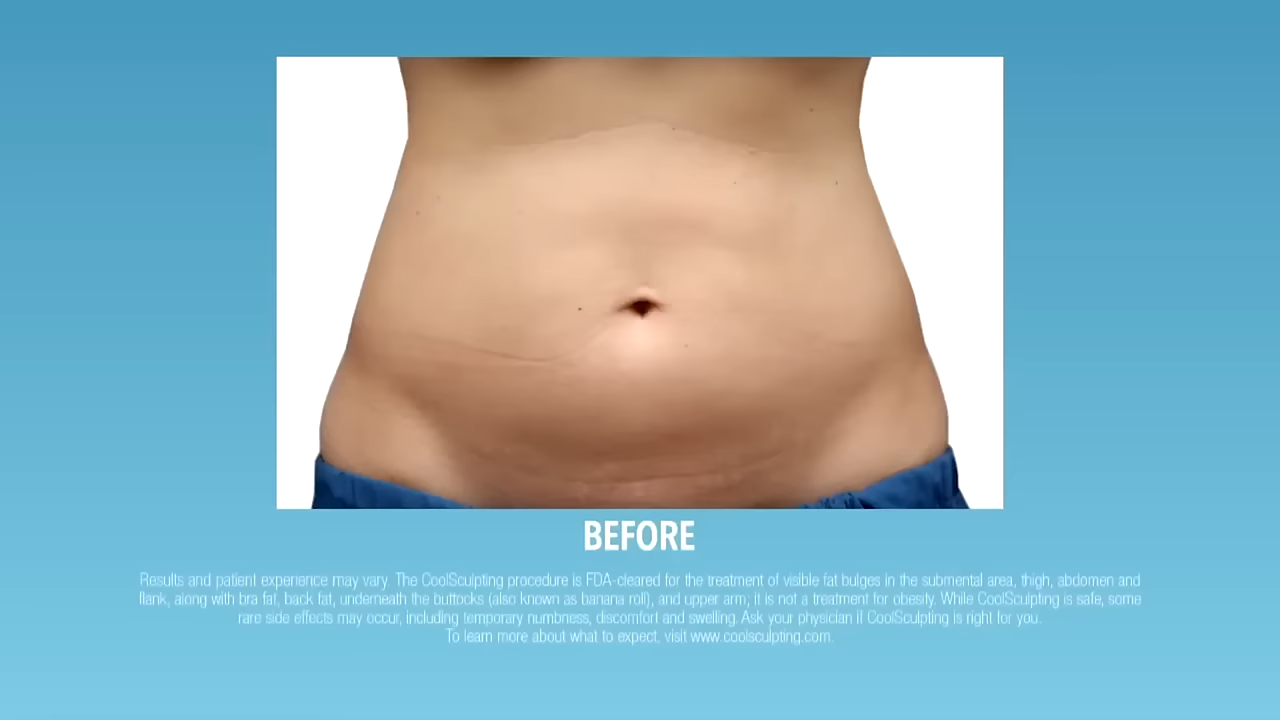 BEFORE
Results and patient experience may vary. The CoolSculpting procedure is FDA-cleared for the treatment of visible fat bulges in the submental area, thigh, abdomen and
flank, along with bra fat, back fat, underneath the buttocks (also known as banana roll), and upper arm; it is not a treatment for obesity. While CoolSculpting is safe, some
rare side effects may occur, including temporary numbness, discomfort and swelling. Ask your physician if CoolSculpting is right for you.
To learn more about what to expect, visit www.coolsculpting.com.